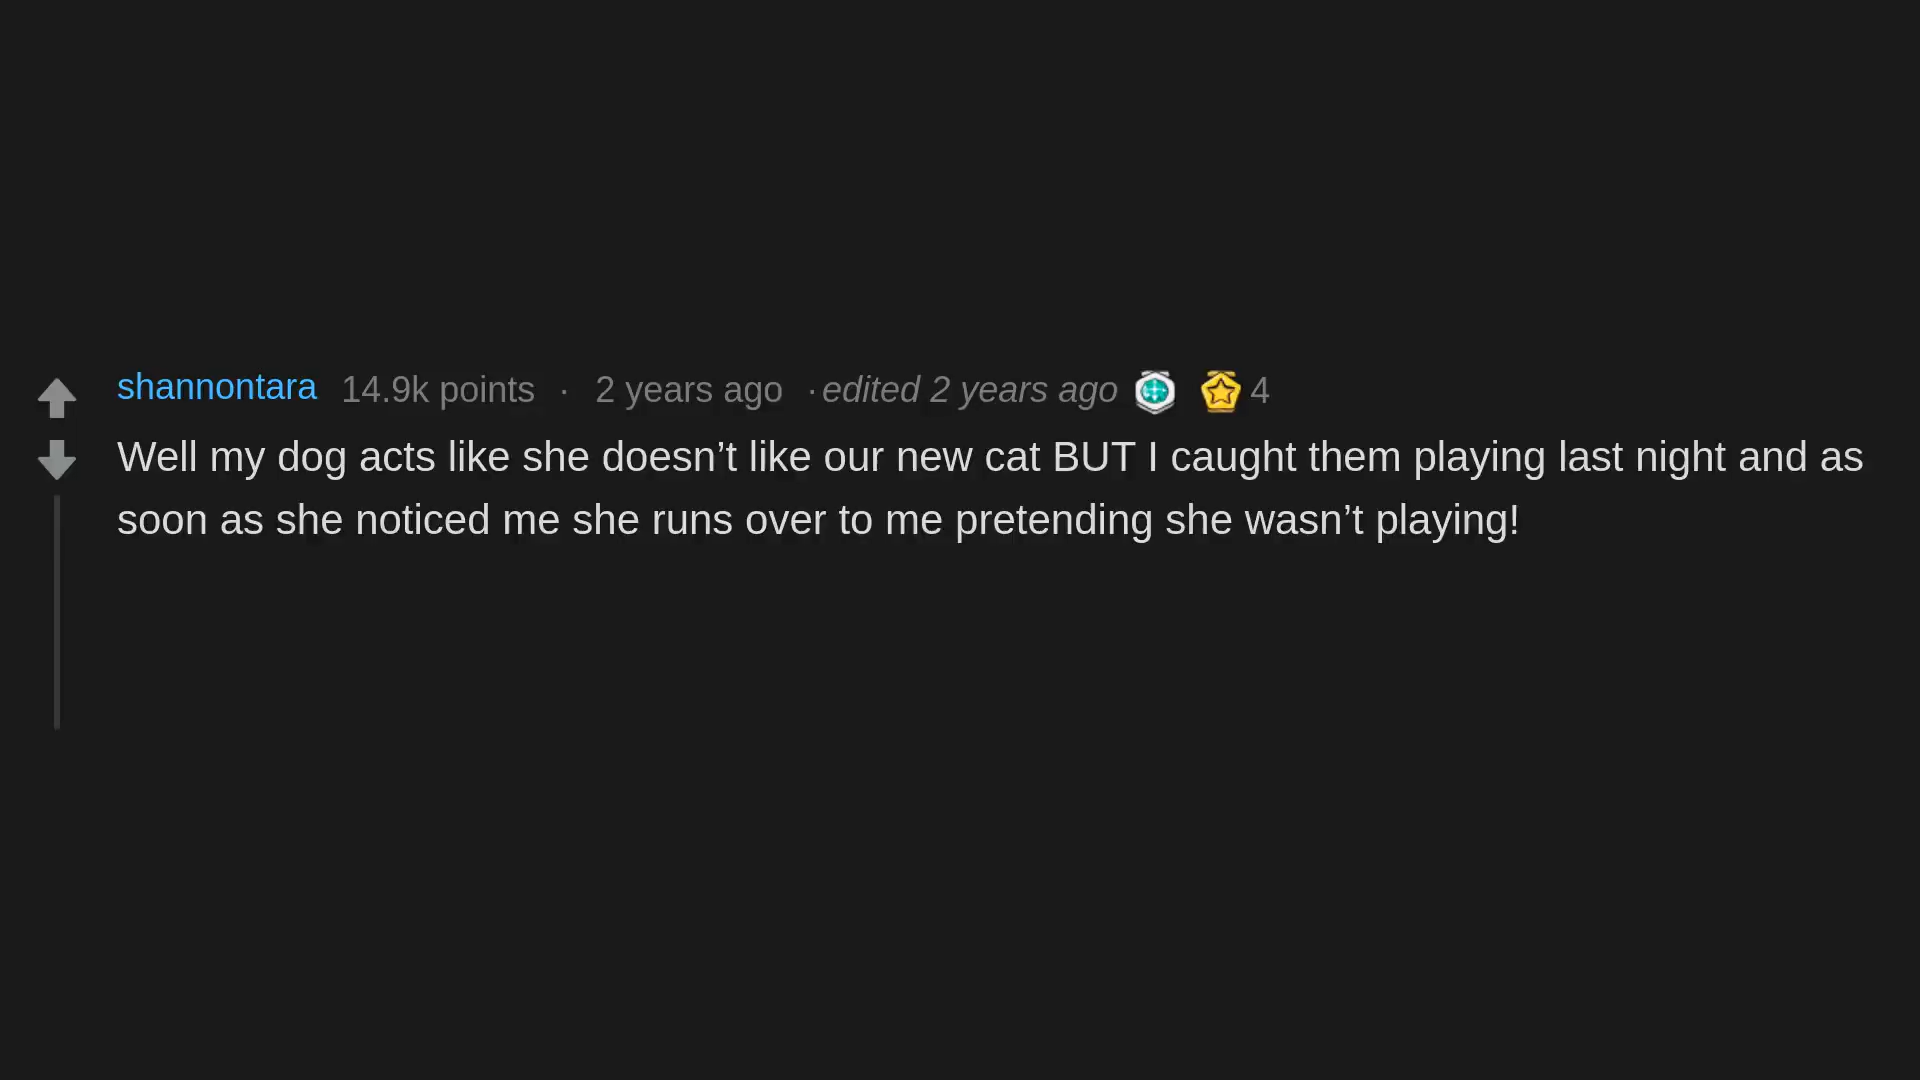 shannontara 14.9k points · 2 years ago ·edited 2 years ago 4
Well my dog acts like she doesn’t like our new cat BUT I caught them playing last night and as
soon as she noticed me she runs over to me pretending she wasn’t playing!